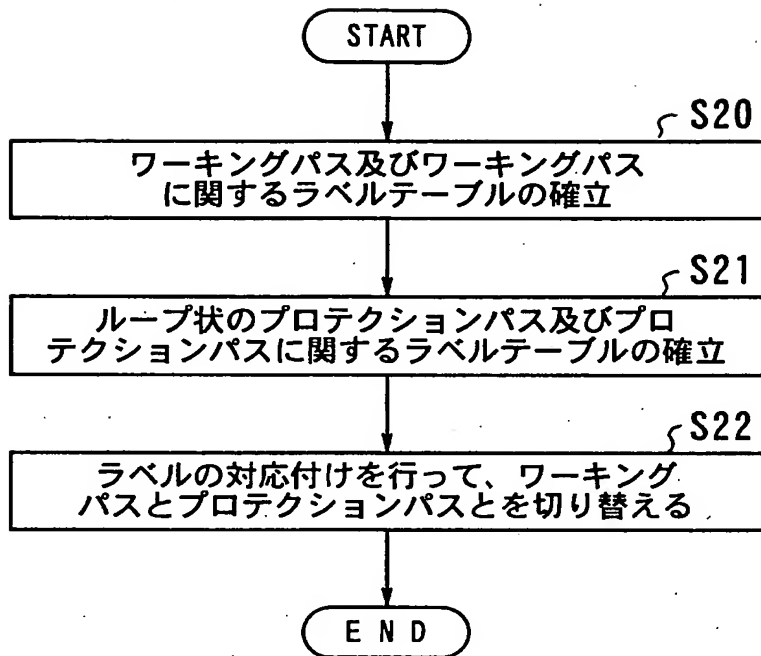 START
S20
ワーキングパス及びワーキングパス
に関するラベルテーブルの確立
S21
ループ状のプロテクションパス及びプロ
テクションパスに関するラベルテーブルの確立
S22
ラベルの対応付けを行って、ワーキング
パスとプロテクションパスとを切り替える
END